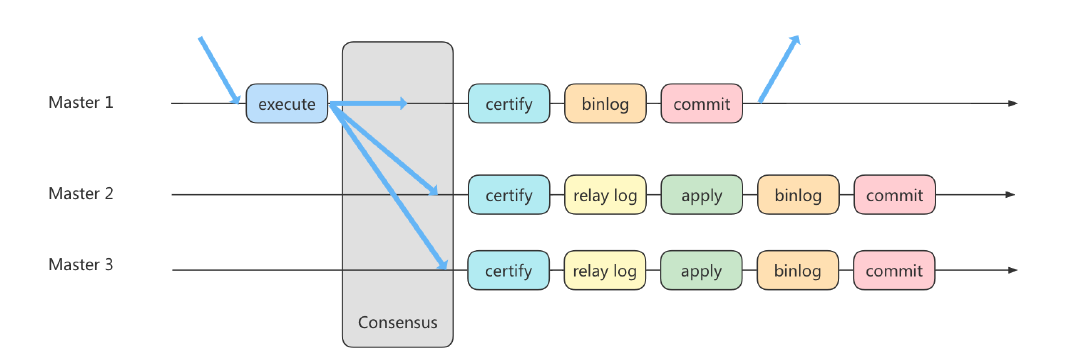 Master 1
execute
certify
binlog
commit
Master 2
certify
relay log
apply
binlog
commit
Master 3
certify
relay log
apply
binlog
commit
Consensus